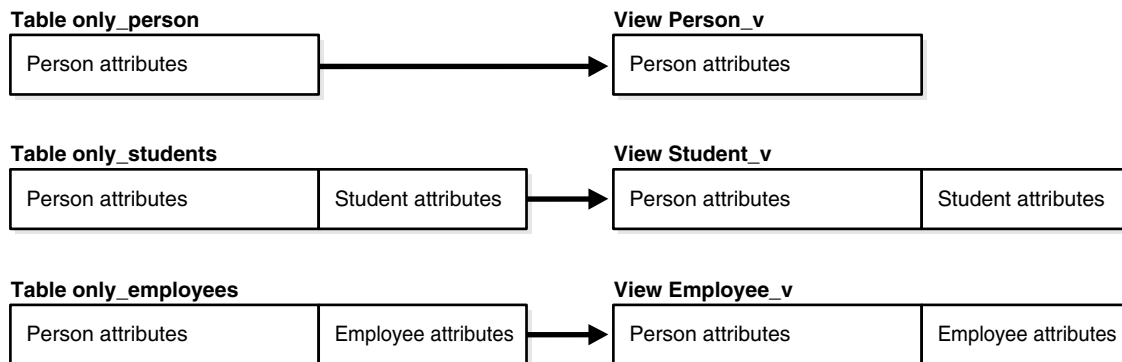 Table only_person View Person_v
Person attributes Person attributes
Table only_students View Student_v
Person attributes Student attributes Person attributes Student attributes
Table only_employees View Employee_v
Person attributes Employee attributes Person attributes Employee attributes